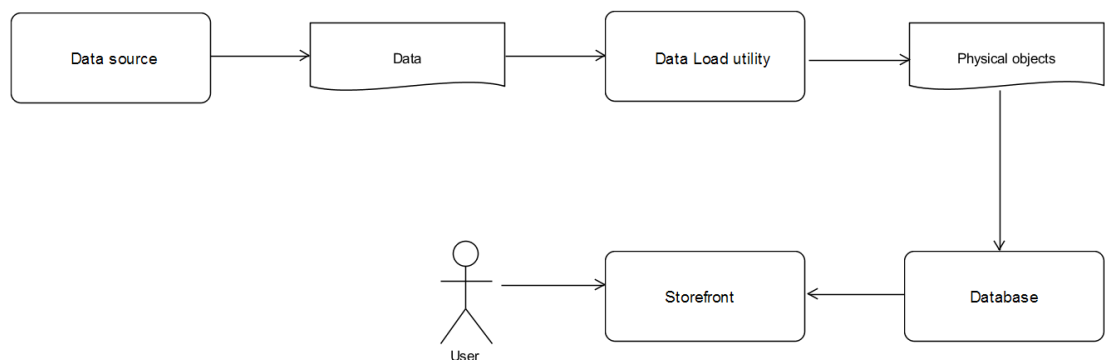 Data source
Data
Data Load utility
Physical objects
Storefront
Database
User